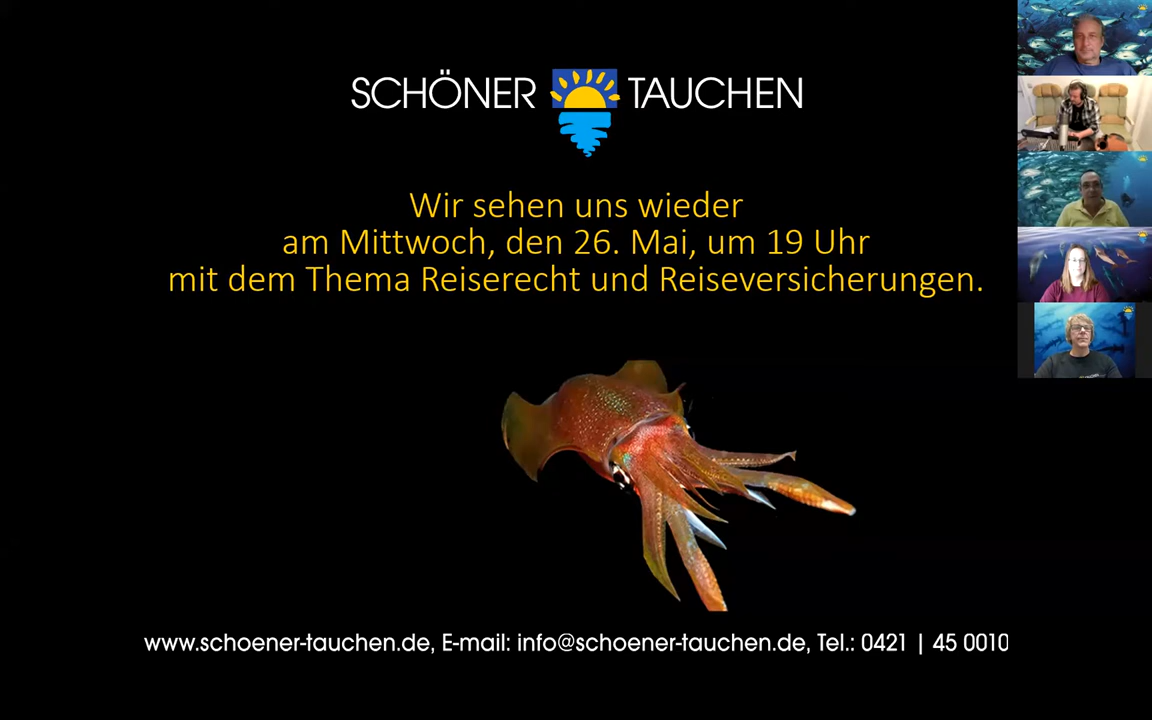 SCHÖNER TAUCHEN
Wir sehen uns wieder
am Mittwoch, den 26. Mai, um 19 Uhr
mit dem Thema Reiserecht und Reiseversicherungen.
www.schoener-tauchen.de, E-mail: info@schoener-tauchen.de, Tel.: 0421 | 45 0010